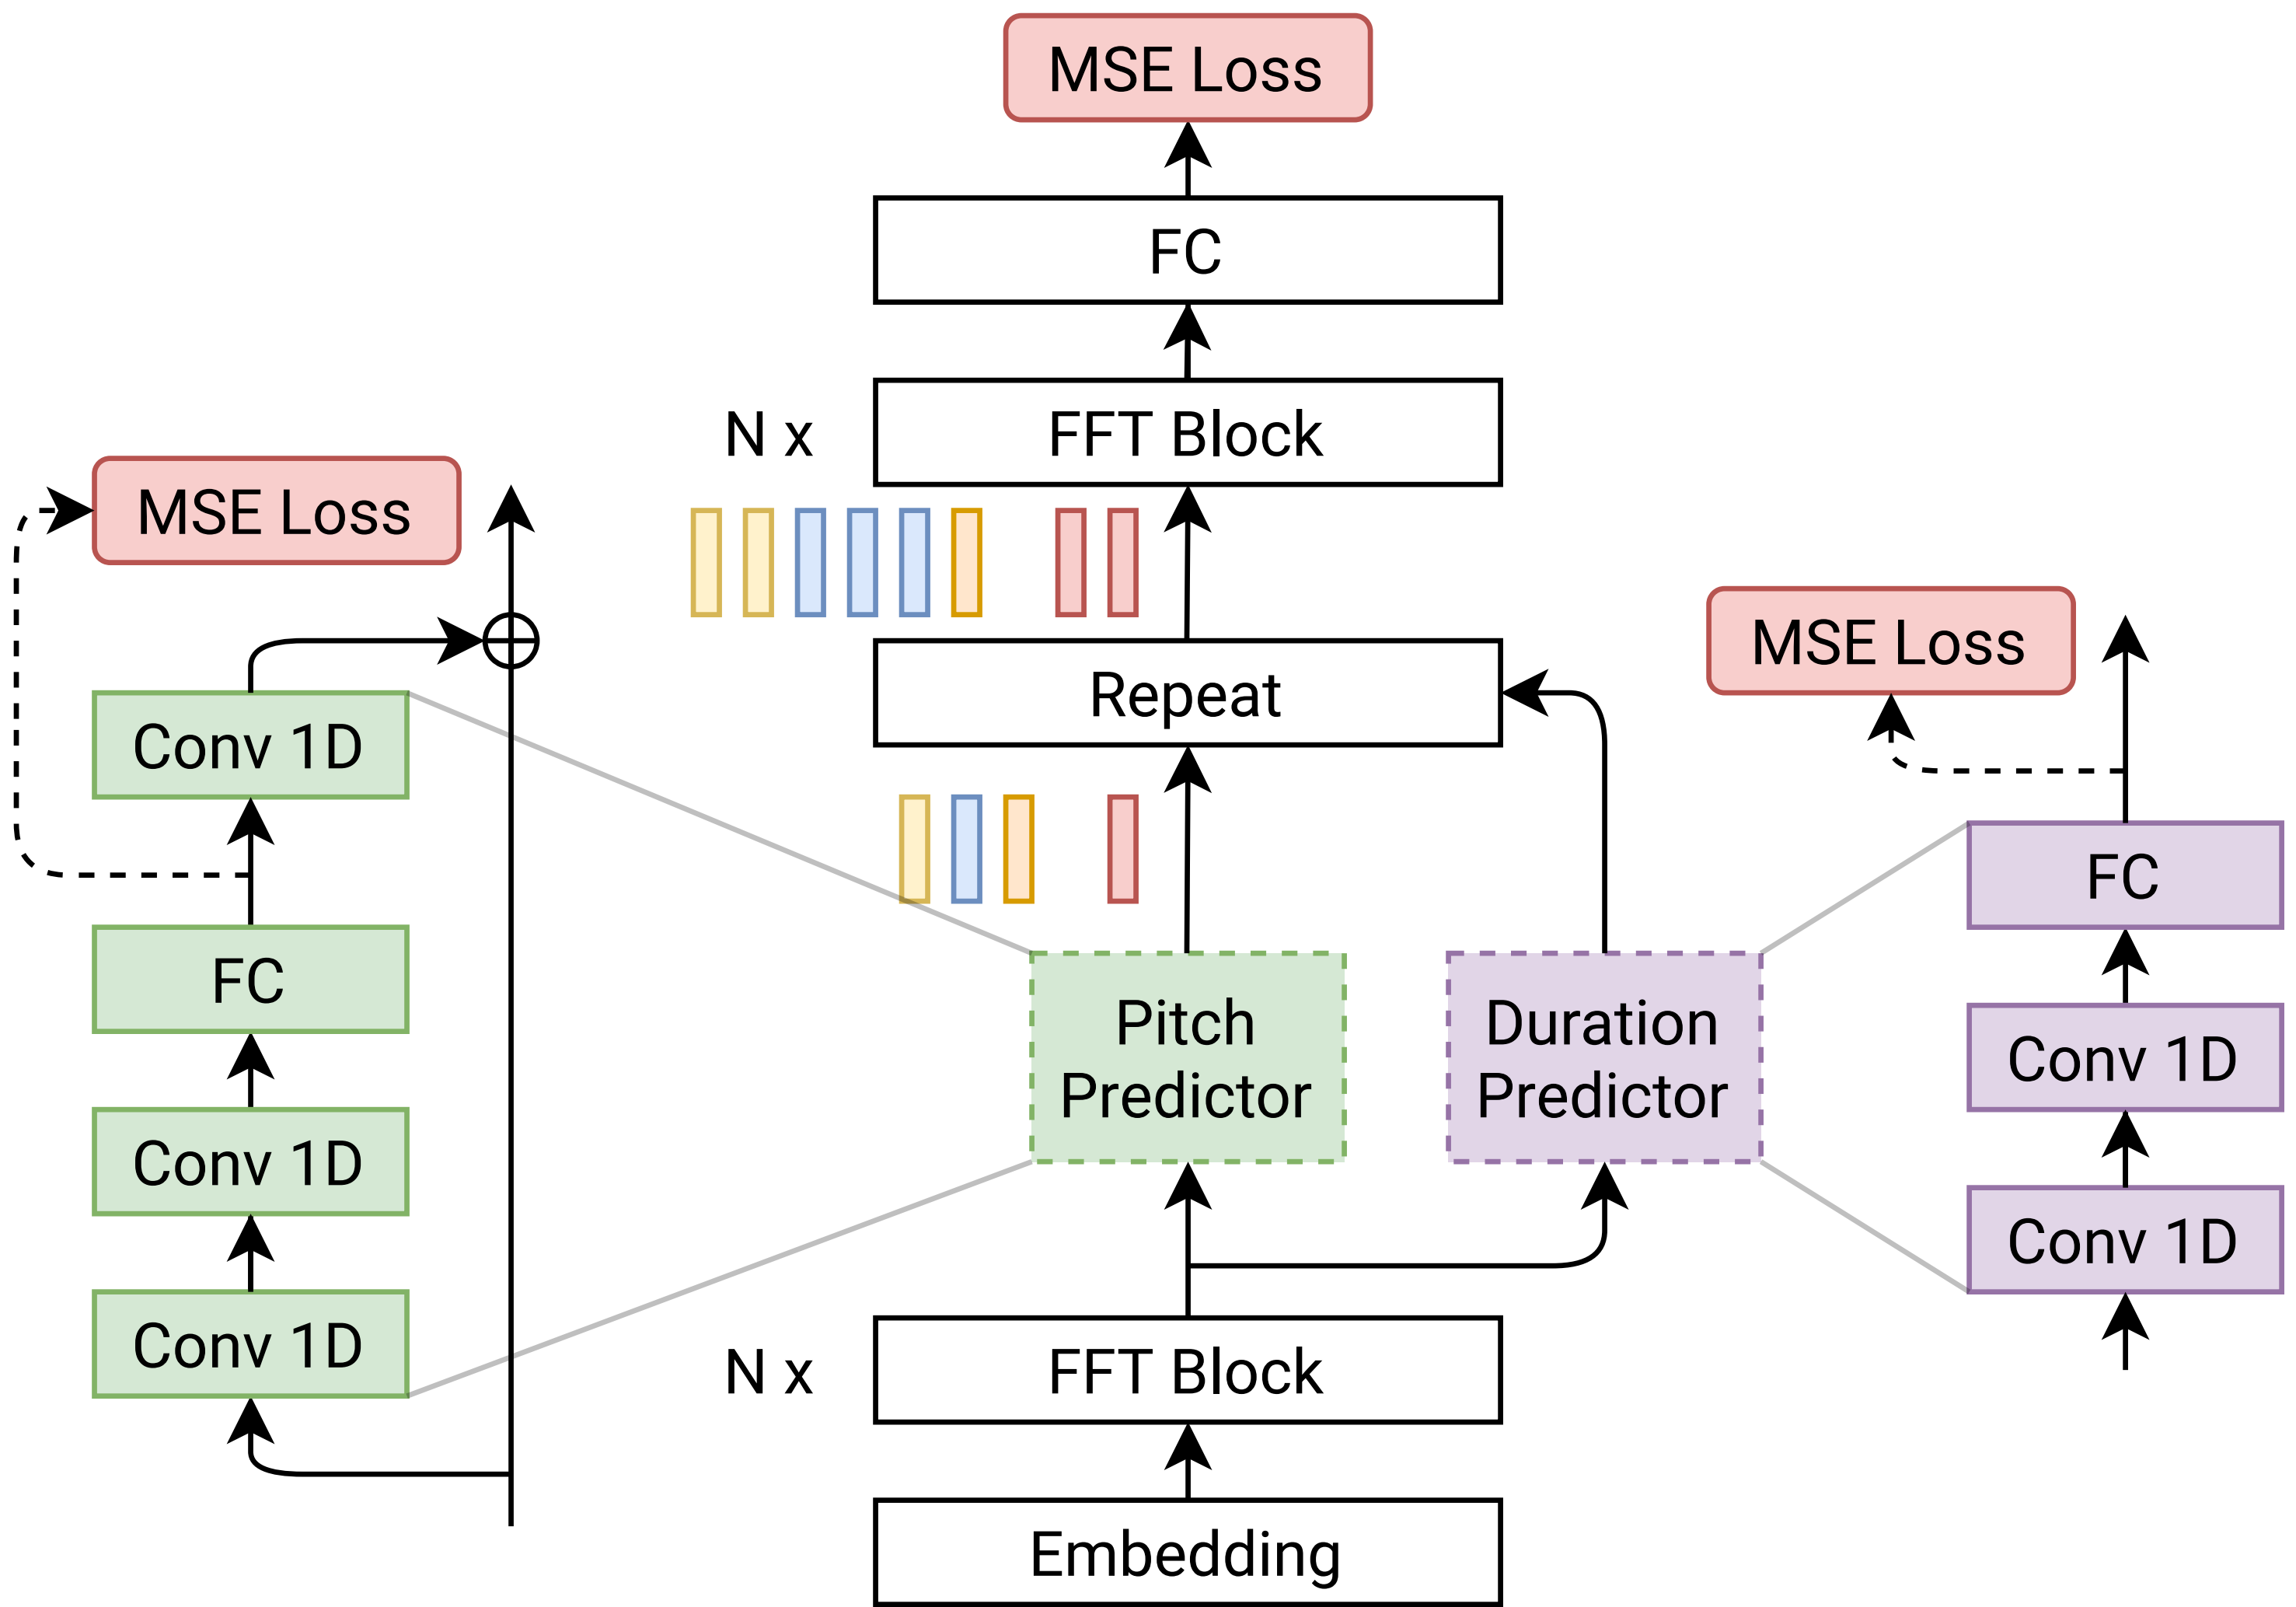 MSE Loss
FC
N x
FFT Block
MSE Loss
MSE Loss
Repeat
Conv 1D
FC
FC
Pitch
Predictor
Duration
Predictor
Conv 1D
Conv 1D
Conv 1D
Conv 1D
N x
FFT Block
Embedding